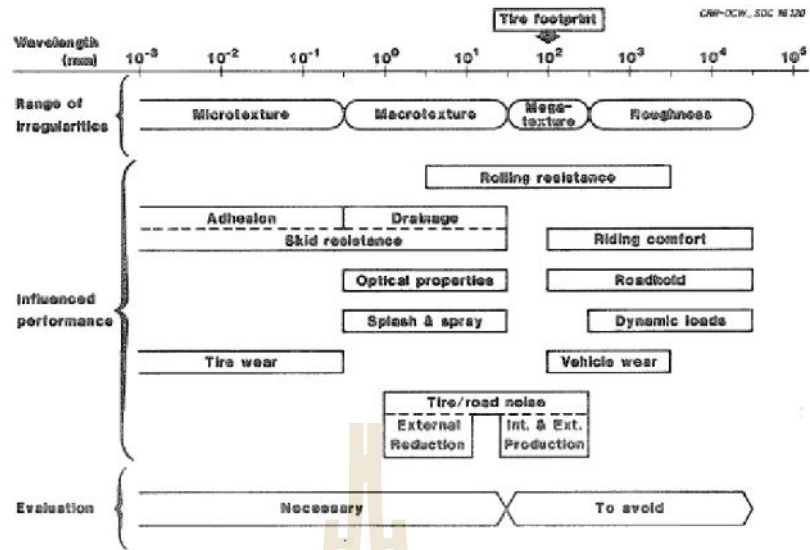 CRR-OCW_SDC 16120
Tire footprint
Wavelength
(mm)
10⁻³ 10⁻² 10⁻¹ 10⁰ 10¹ 10² 10³ 10⁴ 10⁵
Range of
irregularities
Microtexture
Macrotexture
Mega-
texture
Roughness
Rolling resistance
Adhesion
Drainage
Skid resistance
Riding comfort
Optical properties
Roadhold
Influenced
performance
Splash & spray
Dynamic loads
Tire wear
Vehicle wear
Tire/road noise
External
Reduction
Int. & Ext.
Production
Evaluation
Necessary
To avoid